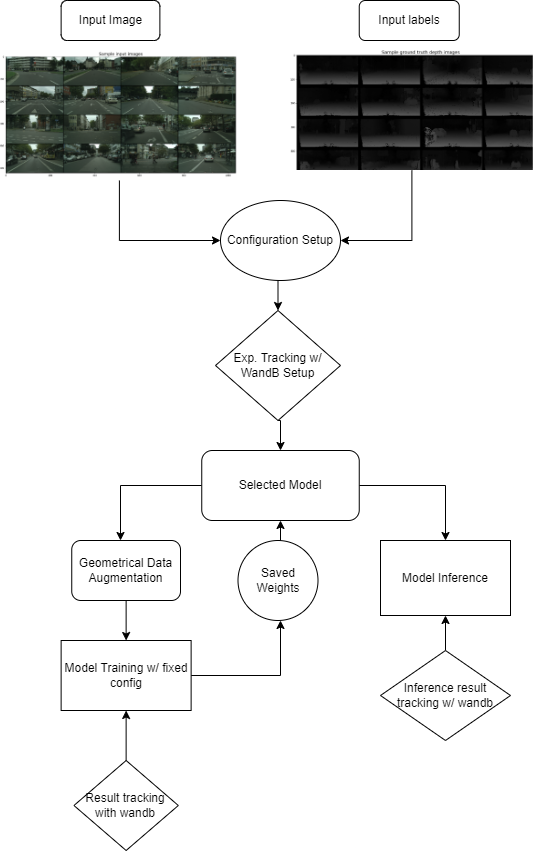 Input Image
Input labels
Sample input images
Sample ground truth depth images
Configuration Setup
Exp. Tracking w/
WandB Setup
Selected Model
Geometrical Data
Augmentation
Saved
Weights
Model Inference
Model Training w/ fixed
config
Inference result
tracking w/ wandb
Result tracking
with wandb